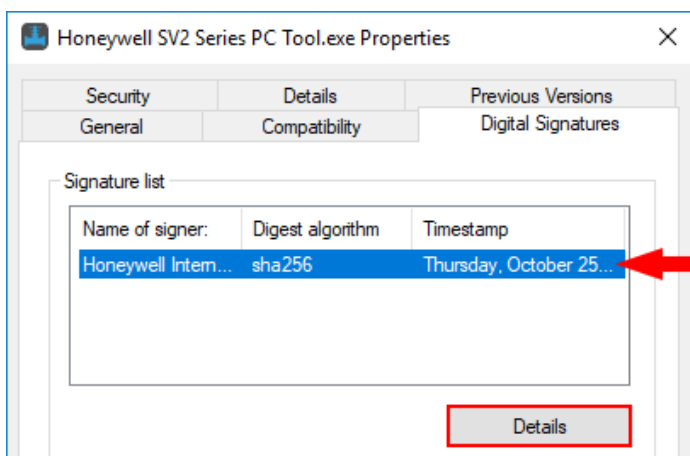 Honeywell SV2 Series PC Tool.exe Properties
Security Details Previous Versions
General Compatibility Digital Signatures
Signature list
Name of signer: Digest algorithm Timestamp
Honeywell Intern... sha256 Thursday, October 25...
Details